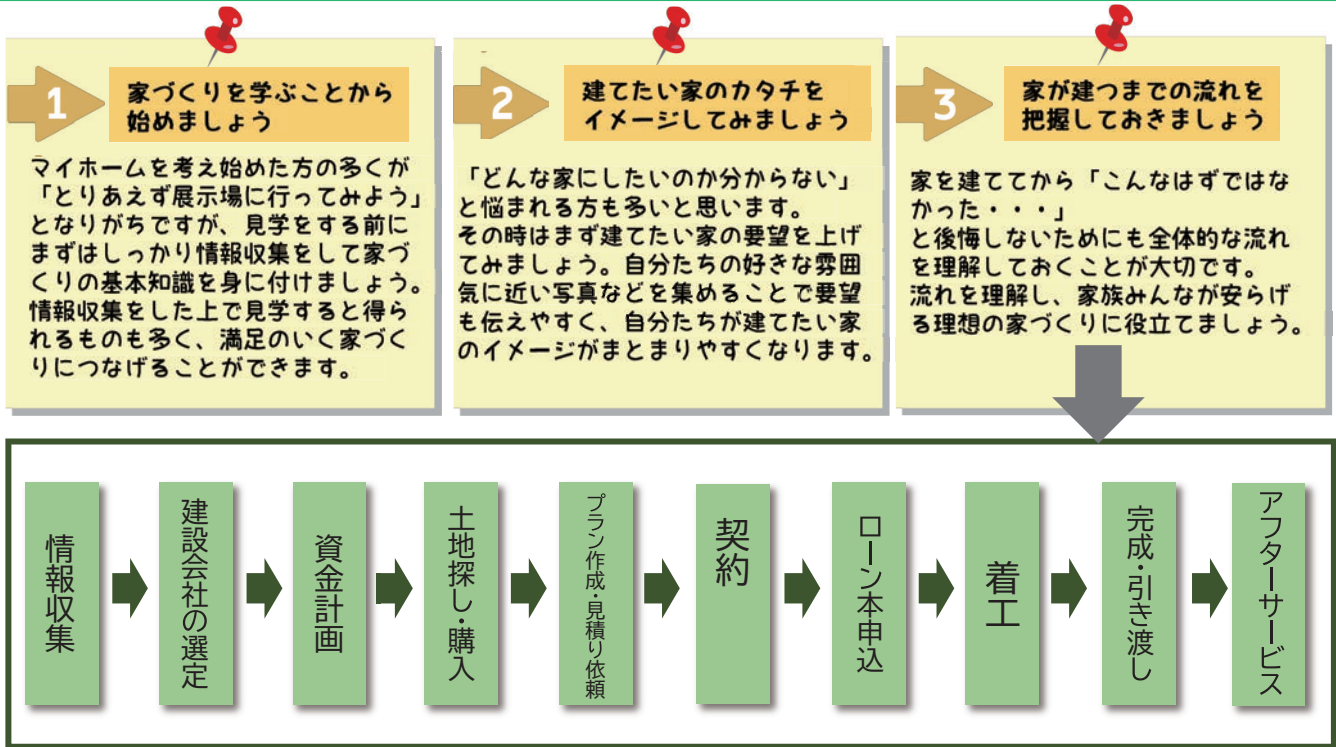 1
家づくりを学ぶことから
始めましょう
マイホームを考え始めた方の多くが
「とりあえず展示場に行ってみよう」
となりがちですが、見学をする前に
まずはしっかり情報収集をして家づ
くりの基本知識を身に付けましょう。
情報収集をした上で見学すると得ら
れるものも多く、満足のいく家づく
りにつなげることができます。
2
建てたい家のカタチを
イメージしてみましょう
「どんな家にしたいのか分からない」
と悩まれる方も多いと思います。
その時はまず建てたい家の要望を上げ
てみましょう。自分たちの好きな雰囲
気に近い写真などを集めることで要望
も伝えやすく、自分たちが建てたい家
のイメージがまとまりやすくなります。
3
家が建つまでの流れを
把握しておきましょう
家を建ててから「こんなはずではな
かった・・・」
と後悔しないためにも全体的な流れ
を理解しておくことが大切です。
流れを理解し、家族みんなが安らげ
る理想の家づくりに役立てましょう。
情報収集
建設会社の選定
資金計画
土地探し・購入
プラン作成・見積り依頼
契約
ローン本申込
着工
完成・引き渡し
アフターサービス